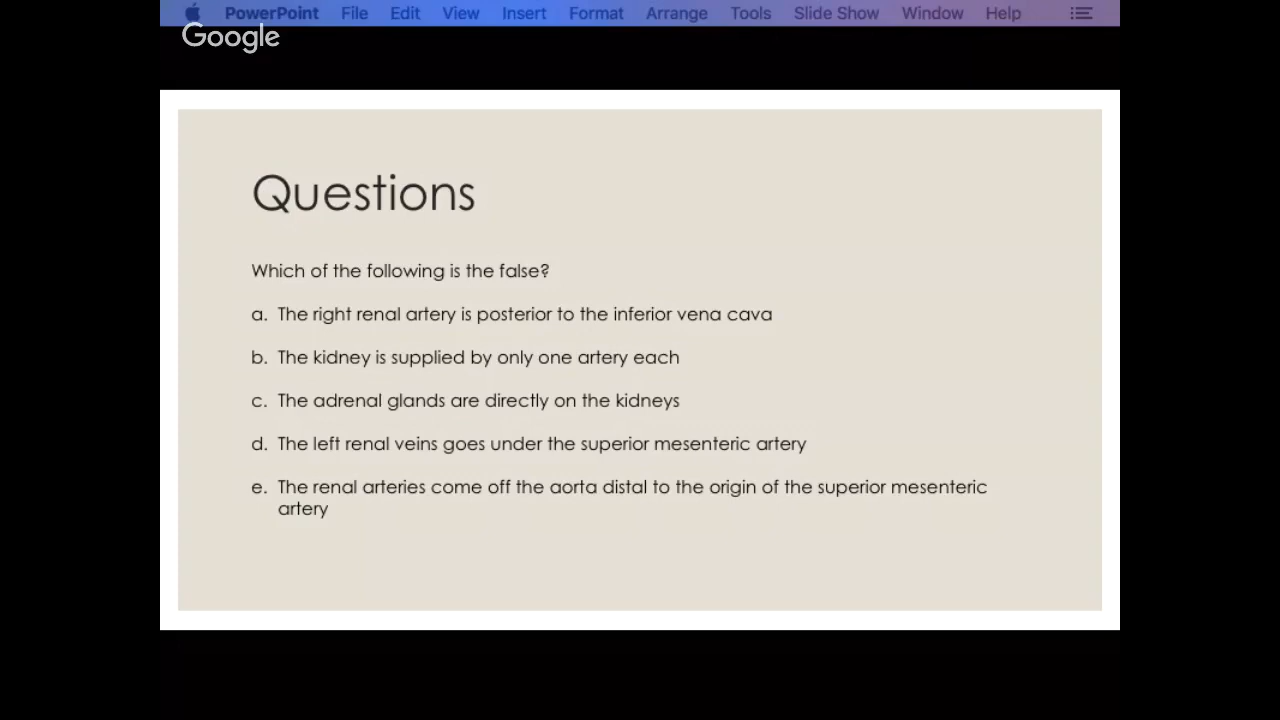 PowerPoint File Edit View Insert Format Arrange Tools Slide Show Window Help
Google
Questions
Which of the following is the false?
a. The right renal artery is posterior to the inferior vena cava
b. The kidney is supplied by only one artery each
c. The adrenal glands are directly on the kidneys
d. The left renal veins goes under the superior mesenteric artery
e. The renal arteries come off the aorta distal to the origin of the superior mesenteric
artery